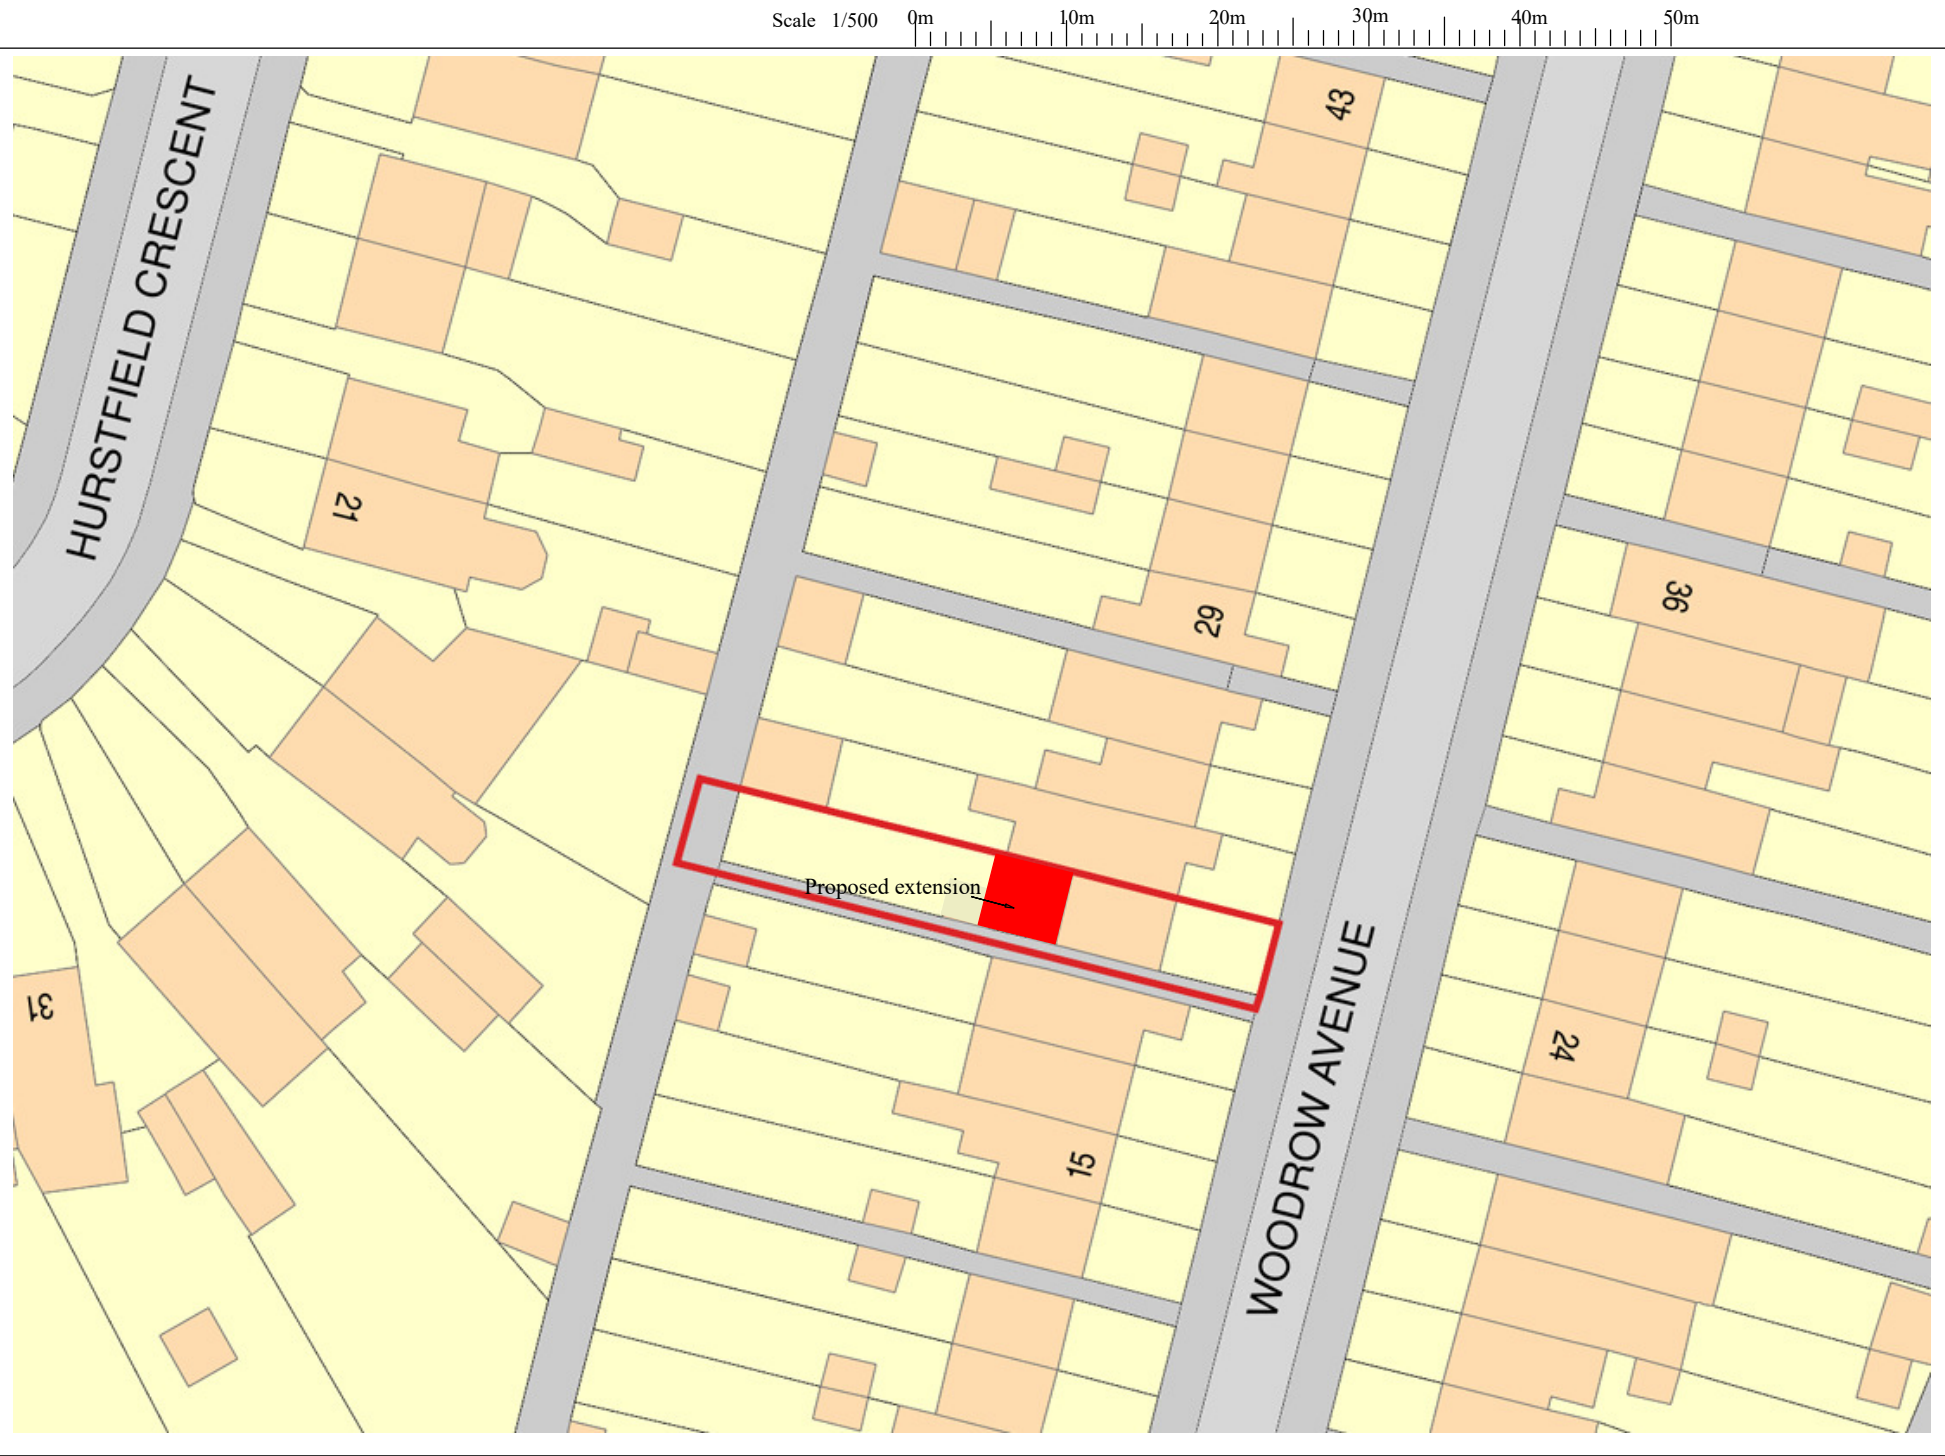 Scale 1/500 0m 10m 20m 30m 40m 50m
HURSTFIELD CRESCENT
43
21
29
36
Proposed extension
31
24
15
WOODROW AVENUE